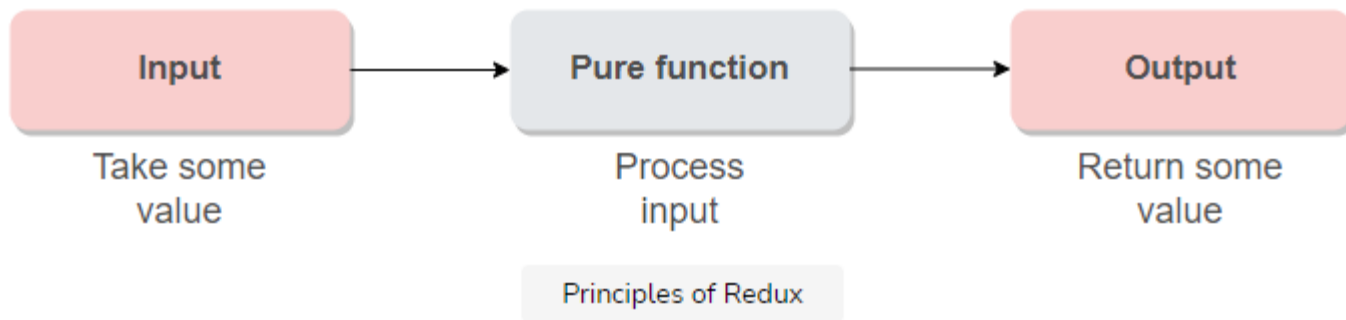 Input
Pure function
Output
Take some
value
Process
input
Return some
value
Principles of Redux